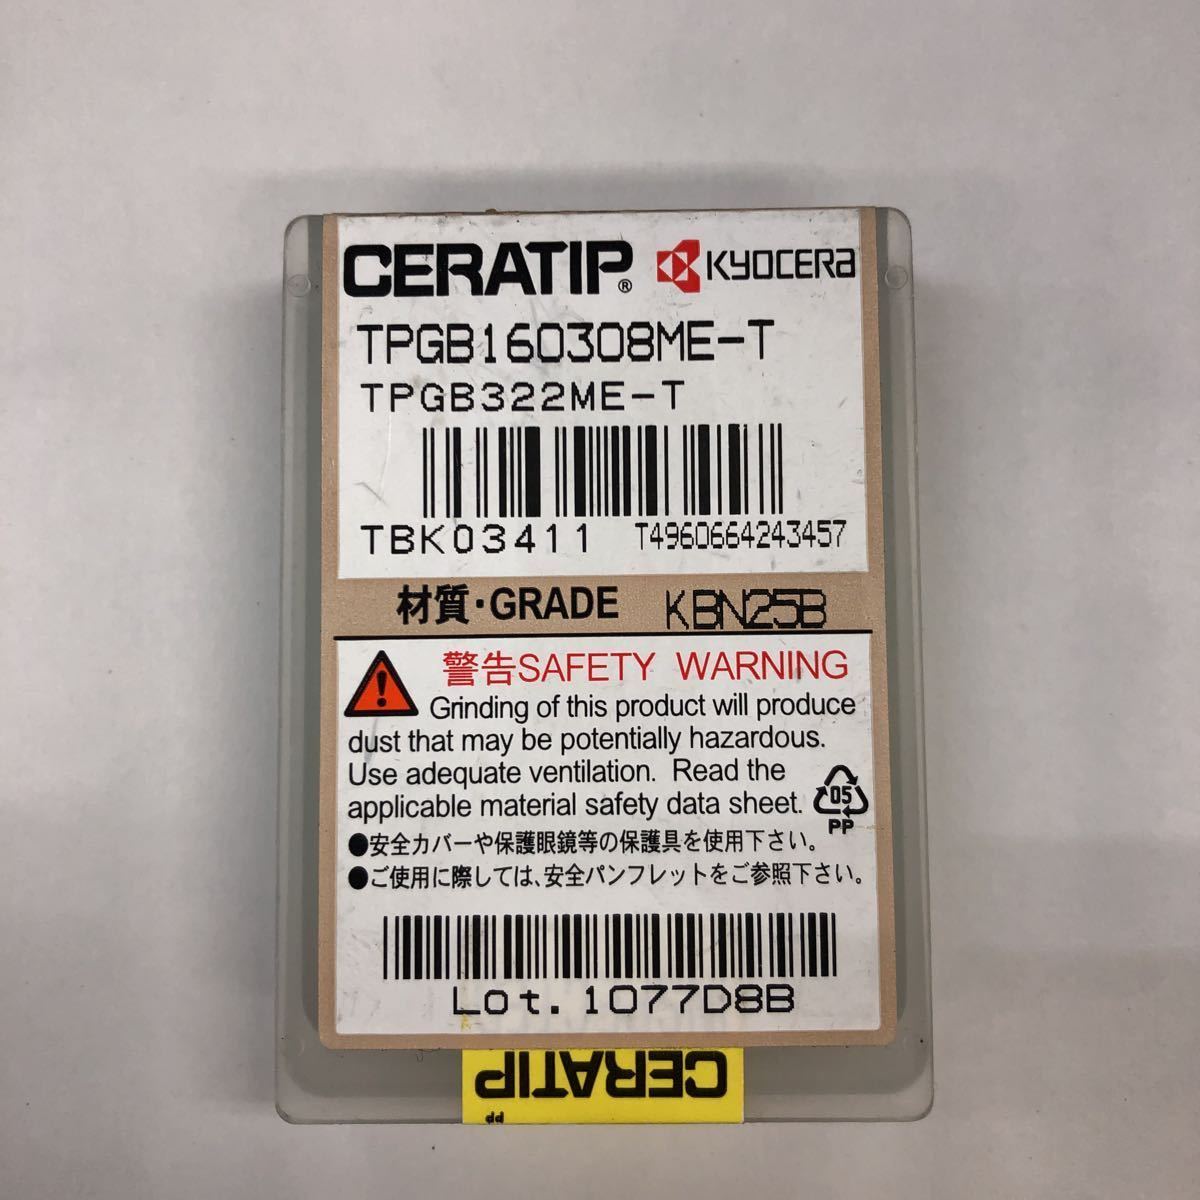 CERATIP® KYOCERA
TPGB160308ME-T
TPGB322ME-T
TBK03411 T4960664243457
材質・GRADE KBN25B
警告SAFETY WARNING
Grinding of this product will produce
dust that may be potentially hazardous.
Use adequate ventilation. Read the
applicable material safety data sheet.
05
PP
●安全カバーや保護眼鏡等の保護具を使用下さい。
●ご使用に際しては、安全パンフレットをご参照下さい。
Lot.1077D8B
CERATIP
PP